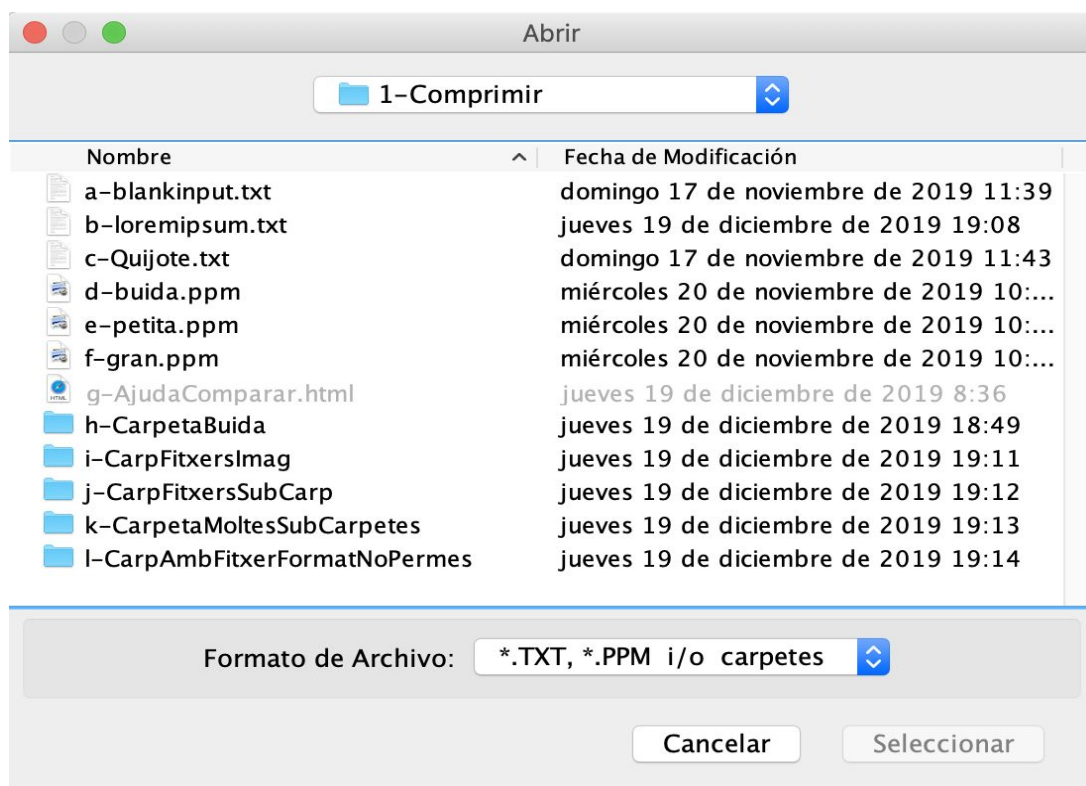 Abrir
1-Comprimir
Nombre Fecha de Modificación
a-blankinput.txt domingo 17 de noviembre de 2019 11:39
b-loremipsum.txt jueves 19 de diciembre de 2019 19:08
c-Quijote.txt domingo 17 de noviembre de 2019 11:43
d-buida.ppm miércoles 20 de noviembre de 2019 10:...
e-petita.ppm miércoles 20 de noviembre de 2019 10:...
f-gran.ppm miércoles 20 de noviembre de 2019 10:...
g-AjudaComparar.html jueves 19 de diciembre de 2019 8:36
h-CarpetaBuida jueves 19 de diciembre de 2019 18:49
i-CarpFitxersImag jueves 19 de diciembre de 2019 19:11
j-CarpFitxersSubCarp jueves 19 de diciembre de 2019 19:12
k-CarpetaMoltesSubCarpetes jueves 19 de diciembre de 2019 19:13
l-CarpAmbFitxerFormatNoPermes jueves 19 de diciembre de 2019 19:14
Formato de Archivo: *.TXT, *.PPM i/o carpetes
Cancelar Seleccionar